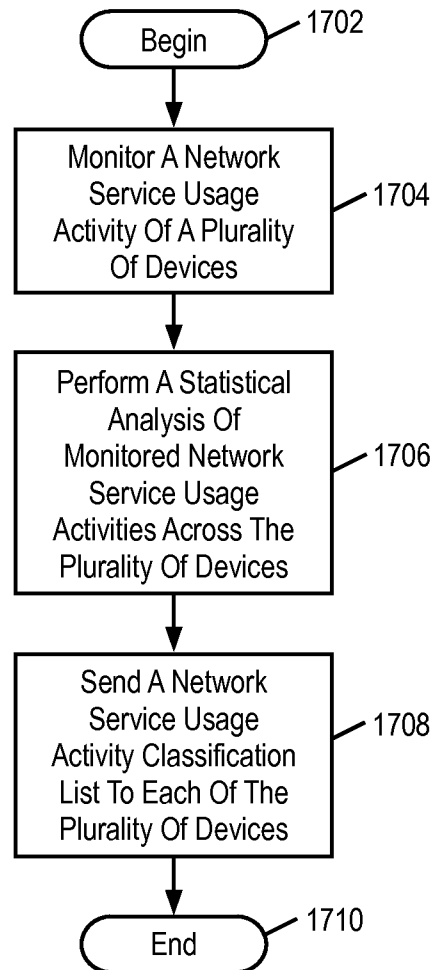 Begin
1702
Monitor A Network
Service Usage
Activity Of A Plurality
Of Devices
1704
Perform A Statistical
Analysis Of
Monitored Network
Service Usage
Activities Across The
Plurality Of Devices
1706
Send A Network
Service Usage
Activity Classification
List To Each Of The
Plurality Of Devices
1708
End
1710